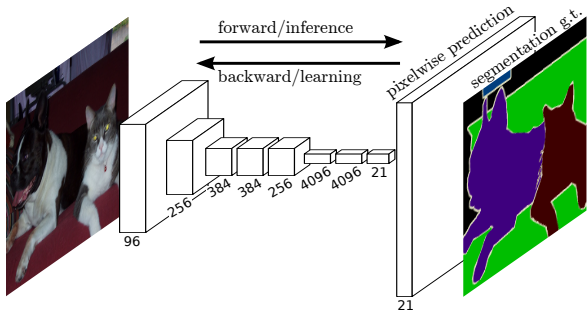 forward/inference
backward/learning
pixelwise prediction
segmentation g.t.
96
256
384
384
256
4096
4096
21
21